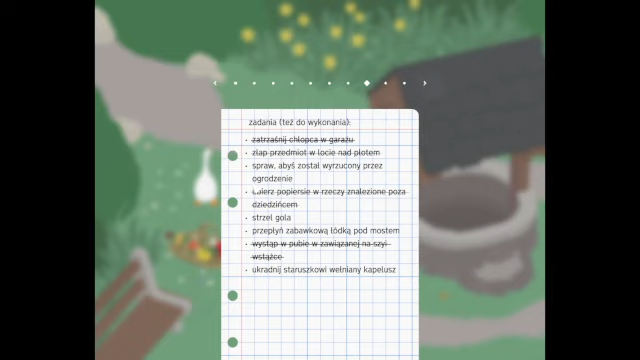 zadania (też do wykonania):
zatrzaśnij chłopca w garażu
złap przedmiot w locie nad płotem
spraw, abyś został wyrzucony przez
ogrodzenie
ubierz popiersie w rzeczy znalezione poza
dziedzińcem
strzel gola
przepłyń zabawkową łódką pod mostem
wystąp w pubie w zawiązanej na szyi
wstążce
ukradnij staruszkowi wełniany kapelusz